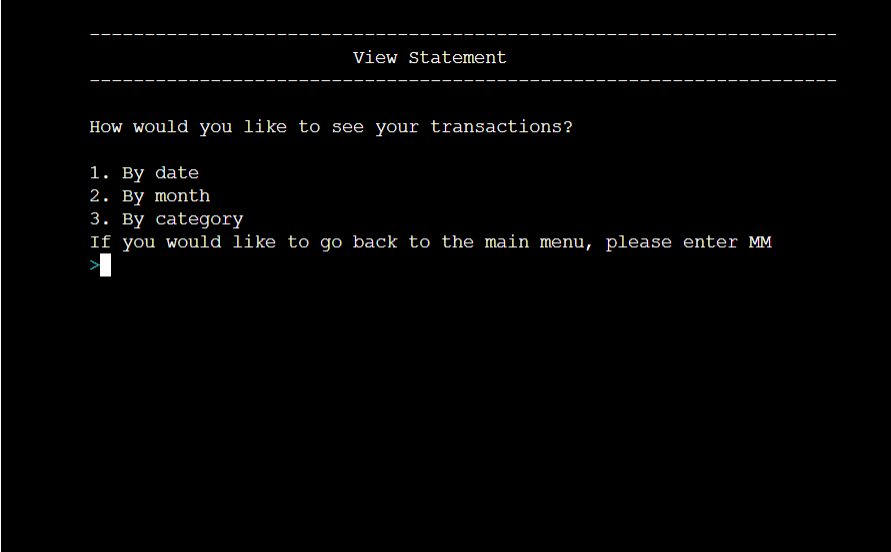 --------------------------------------------------------------------
View Statement
--------------------------------------------------------------------
How would you like to see your transactions?
1. By date
2. By month
3. By category
If you would like to go back to the main menu, please enter MM
>